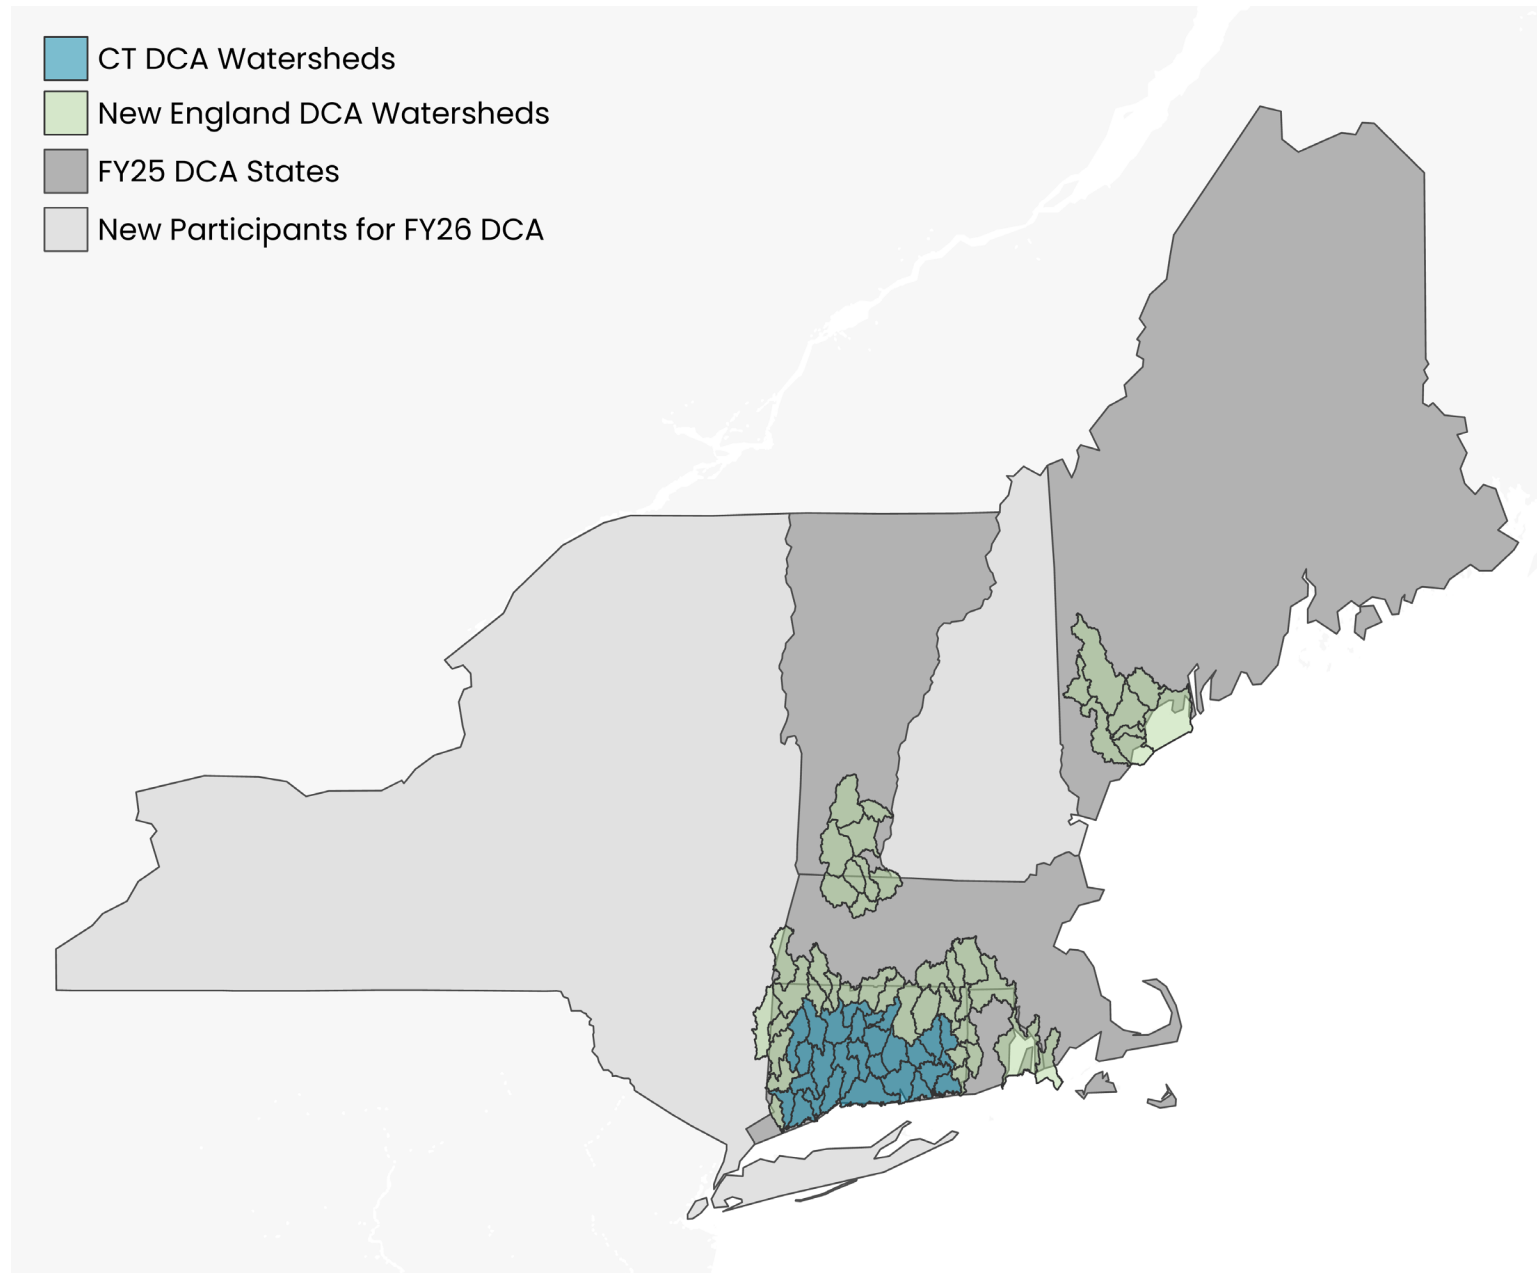 CT DCA Watersheds
New England DCA Watersheds
FY25 DCA States
New Participants for FY26 DCA